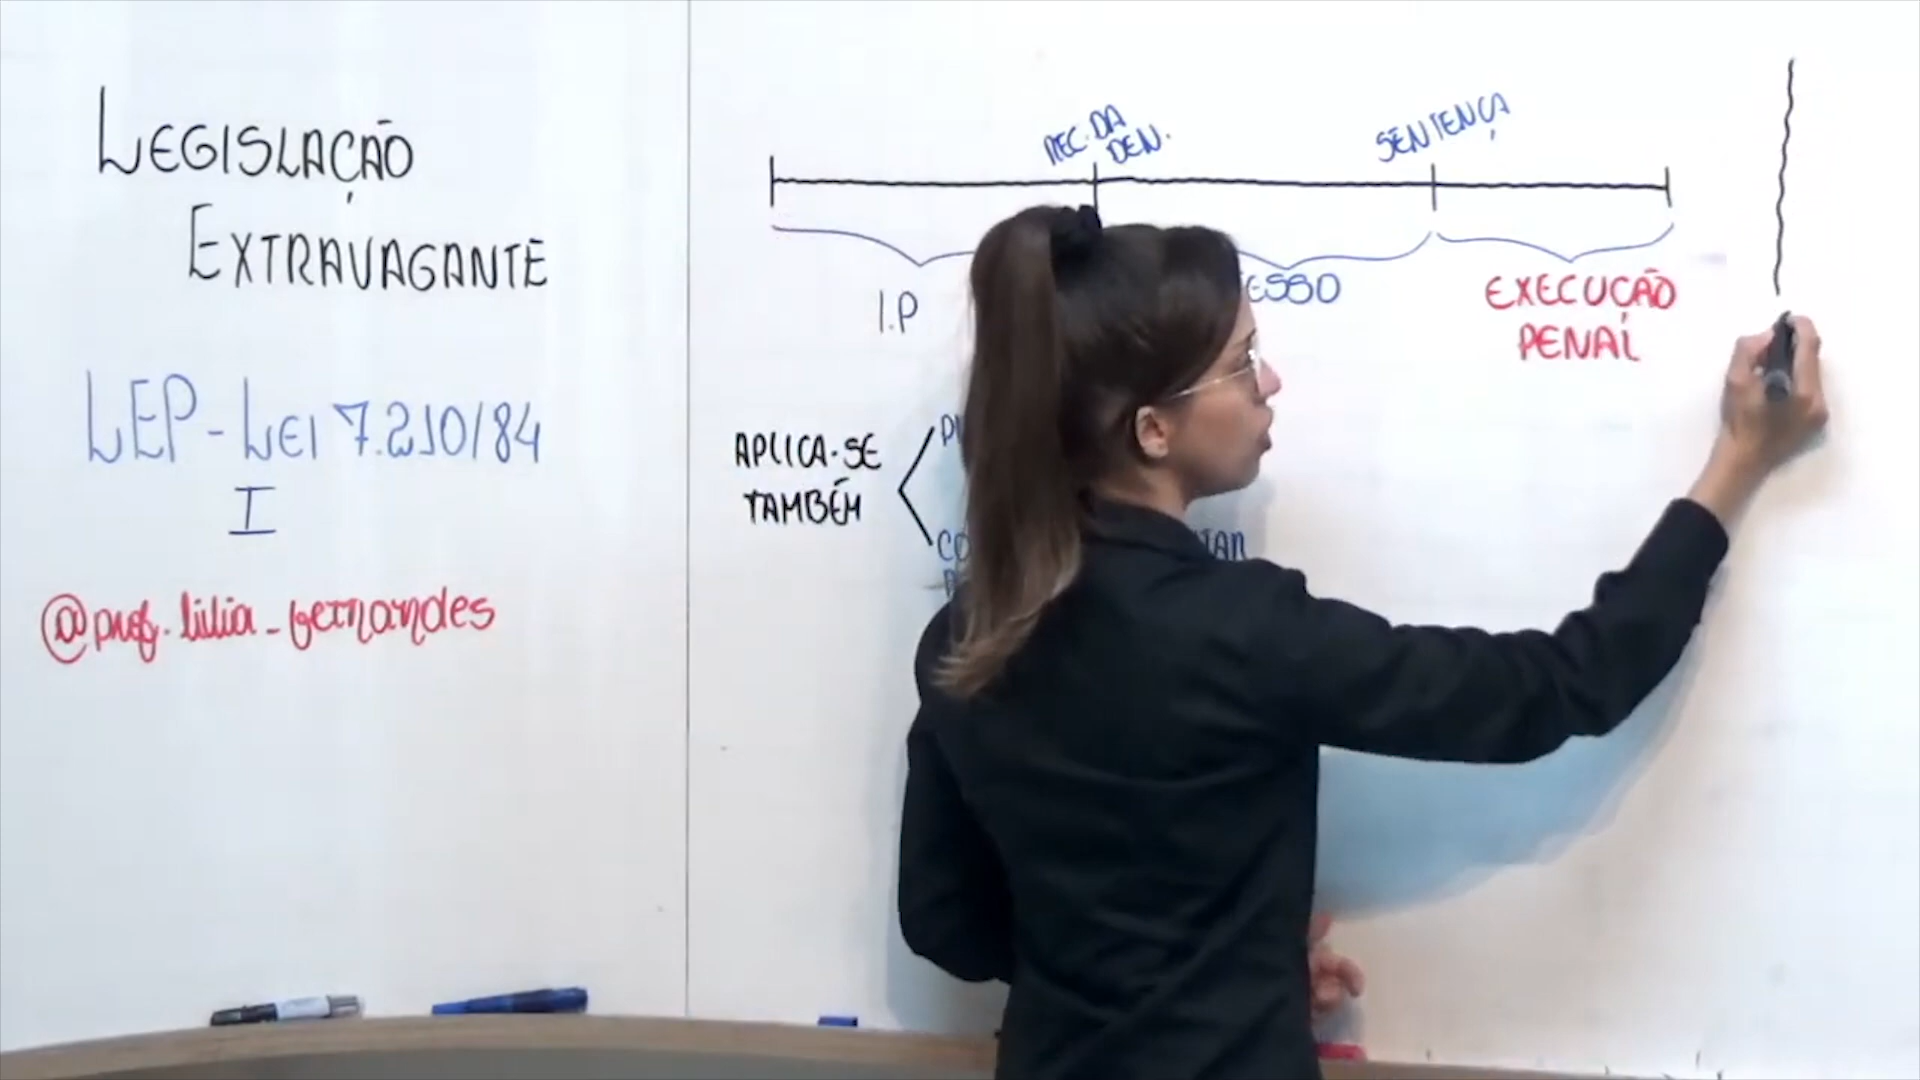 LEGISLAÇÃO
EXTRAVAGANTE
LEP - LEI 7.210/84
I
@prof.lilia_fernandes
REC. DA
DEN.
SENTENÇA
I.P
EXECUÇÃO
PENAL
APLICA-SE
TAMBÉM